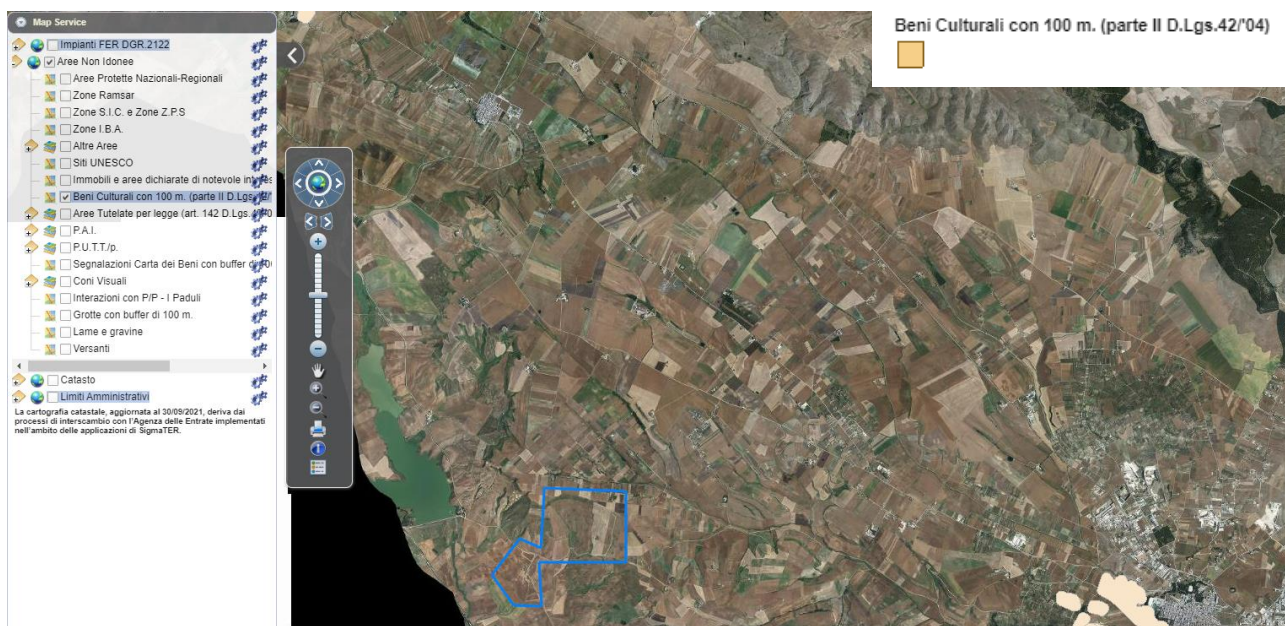 Map Service
Impianti FER DGR.2122
Aree Non Idonee
Aree Protette Nazionali-Regionali
Zone Ramsar
Zone S.I.C. e Zone Z.P.S
Zone I.B.A.
Altre Aree
Siti UNESCO
Immobili e aree dichiarate di notevole
Beni Culturali con 100 m. (parte II D.Lgs.
Aree Tutelate per legge (art. 142 D.Lgs.
P.A.I.
P.U.T.T./p.
Segnalazioni Carta dei Beni con buffer
Coni Visuali
Interazioni con P/P - I Paduli
Grotte con buffer di 100 m.
Lame e gravine
Versanti
Catasto
Limiti Amministrativi
La cartografia catastale, aggiornata al 30/09/2021, deriva dai
processi di interscambio con l'Agenzia delle Entrate implementati
nell'ambito delle applicazioni di SigmaTER.
Beni Culturali con 100 m. (parte II D.Lgs.42/'04)